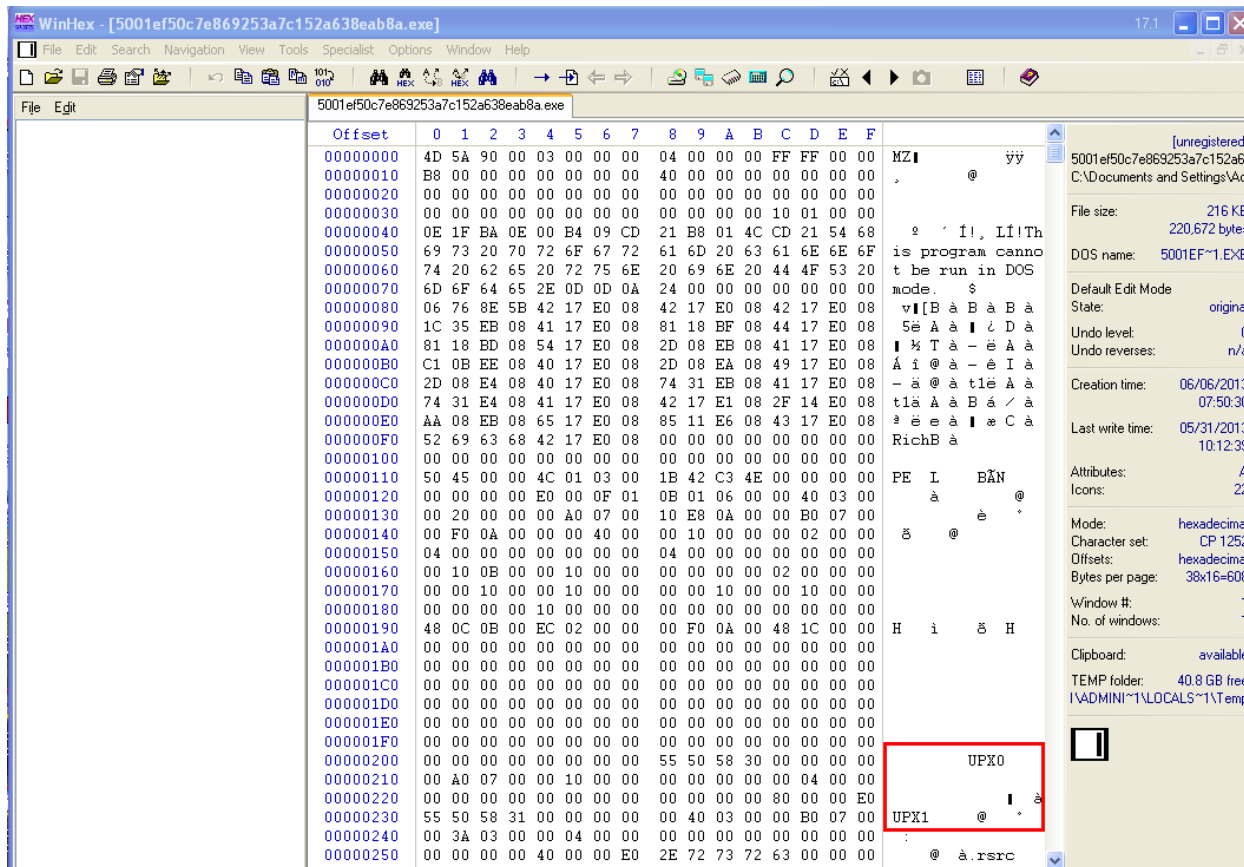 WinHex - [5001ef50c7e869253a7c152a638eab8a.exe] 17.1
File Edit Search Navigation View Tools Specialist Options Window Help
File Edit
5001ef50c7e869253a7c152a638eab8a.exe
Offset 0 1 2 3 4 5 6 7 8 9 A B C D E F
00000000 4D 5A 90 00 03 00 00 00 04 00 00 00 FF FF 00 00 MZ ÿÿ
00000010 B8 00 00 00 00 00 00 00 40 00 00 00 00 00 00 00 ¸ @
00000020 00 00 00 00 00 00 00 00 00 00 00 00 00 00 00 00
00000030 00 00 00 00 00 00 00 00 00 00 00 00 10 01 00 00
00000040 0E 1F BA 0E 00 B4 09 CD 21 B8 01 4C CD 21 54 68 º ´ Í!¸ LÍ!Th
00000050 69 73 20 70 72 6F 67 72 61 6D 20 63 61 6E 6E 6F is program canno
00000060 74 20 62 65 20 72 75 6E 20 69 6E 20 44 4F 53 20 t be run in DOS
00000070 6D 6F 64 65 2E 0D 0D 0A 24 00 00 00 00 00 00 00 mode. $
00000080 06 76 8E 5B 42 17 E0 08 42 17 E0 08 42 17 E0 08 v [B à B à B à
00000090 1C 35 EB 08 41 17 E0 08 81 18 BF 08 44 17 E0 08 5ë A à ¿ D à
000000A0 81 18 BD 08 54 17 E0 08 2D 08 EB 08 41 17 E0 08 ½ T à - ë A à
000000B0 C1 0B EE 08 40 17 E0 08 2D 08 EA 08 49 17 E0 08 Á î @ à - ê I à
000000C0 2D 08 E4 08 40 17 E0 08 74 31 EB 08 41 17 E0 08 - ä @ à t1ë A à
000000D0 74 31 E4 08 41 17 E0 08 42 17 E1 08 2F 14 E0 08 t1ä A à B á / à
000000E0 AA 08 EB 08 65 17 E0 08 85 11 E6 08 43 17 E0 08 ª ë e à æ C à
000000F0 52 69 63 68 42 17 E0 08 00 00 00 00 00 00 00 00 RichB à
00000100 00 00 00 00 00 00 00 00 00 00 00 00 00 00 00 00
00000110 50 45 00 00 4C 01 03 00 1B 42 C3 4E 00 00 00 00 PE L BÃN
00000120 00 00 00 00 E0 00 0F 01 0B 01 06 00 00 40 03 00 à @
00000130 00 20 00 00 00 A0 07 00 10 E8 0A 00 00 B0 07 00 è °
00000140 00 F0 0A 00 00 00 40 00 00 10 00 00 00 02 00 00 ð @
00000150 04 00 00 00 00 00 00 00 04 00 00 00 00 00 00 00
00000160 00 10 0B 00 00 10 00 00 00 00 00 00 02 00 00 00
00000170 00 00 10 00 00 10 00 00 00 00 10 00 00 10 00 00
00000180 00 00 00 00 10 00 00 00 00 00 00 00 00 00 00 00
00000190 48 0C 0B 00 EC 02 00 00 00 F0 0A 00 48 1C 00 00 H ì ð H
000001A0 00 00 00 00 00 00 00 00 00 00 00 00 00 00 00 00
000001B0 00 00 00 00 00 00 00 00 00 00 00 00 00 00 00 00
000001C0 00 00 00 00 00 00 00 00 00 00 00 00 00 00 00 00
000001D0 00 00 00 00 00 00 00 00 00 00 00 00 00 00 00 00
000001E0 00 00 00 00 00 00 00 00 00 00 00 00 00 00 00 00
000001F0 00 00 00 00 00 00 00 00 00 00 00 00 00 00 00 00
00000200 00 00 00 00 00 00 00 00 55 50 58 30 00 00 00 00 UPX0
00000210 00 A0 07 00 00 10 00 00 00 00 00 00 00 04 00 00
00000220 00 00 00 00 00 00 00 00 00 00 00 00 80 00 00 E0 à
00000230 55 50 58 31 00 00 00 00 00 40 03 00 00 B0 07 00 UPX1 @ °
00000240 00 3A 03 00 00 04 00 00 00 00 00 00 00 00 00 00 :
00000250 00 00 00 00 40 00 00 E0 2E 72 73 72 63 00 00 00 @ à.rsrc
[unregistered
5001ef50c7e869253a7c152a6
C:\Documents and Settings\Ad
File size: 216 KE
220,672 byte
DOS name: 5001EF~1.EXE
Default Edit Mode
State: origina
Undo level: 0
Undo reverses: n/a
Creation time: 06/06/2013
07:50:30
Last write time: 05/31/2013
10:12:39
Attributes: A
Icons: 22
Mode: hexadecima
Character set: CP 1252
Offsets: hexadecima
Bytes per page: 38x16=608
Window #: 1
No. of windows: 1
Clipboard: available
TEMP folder: 40.8 GB free
I\ADMINI~1\LOCALS~1\Temp